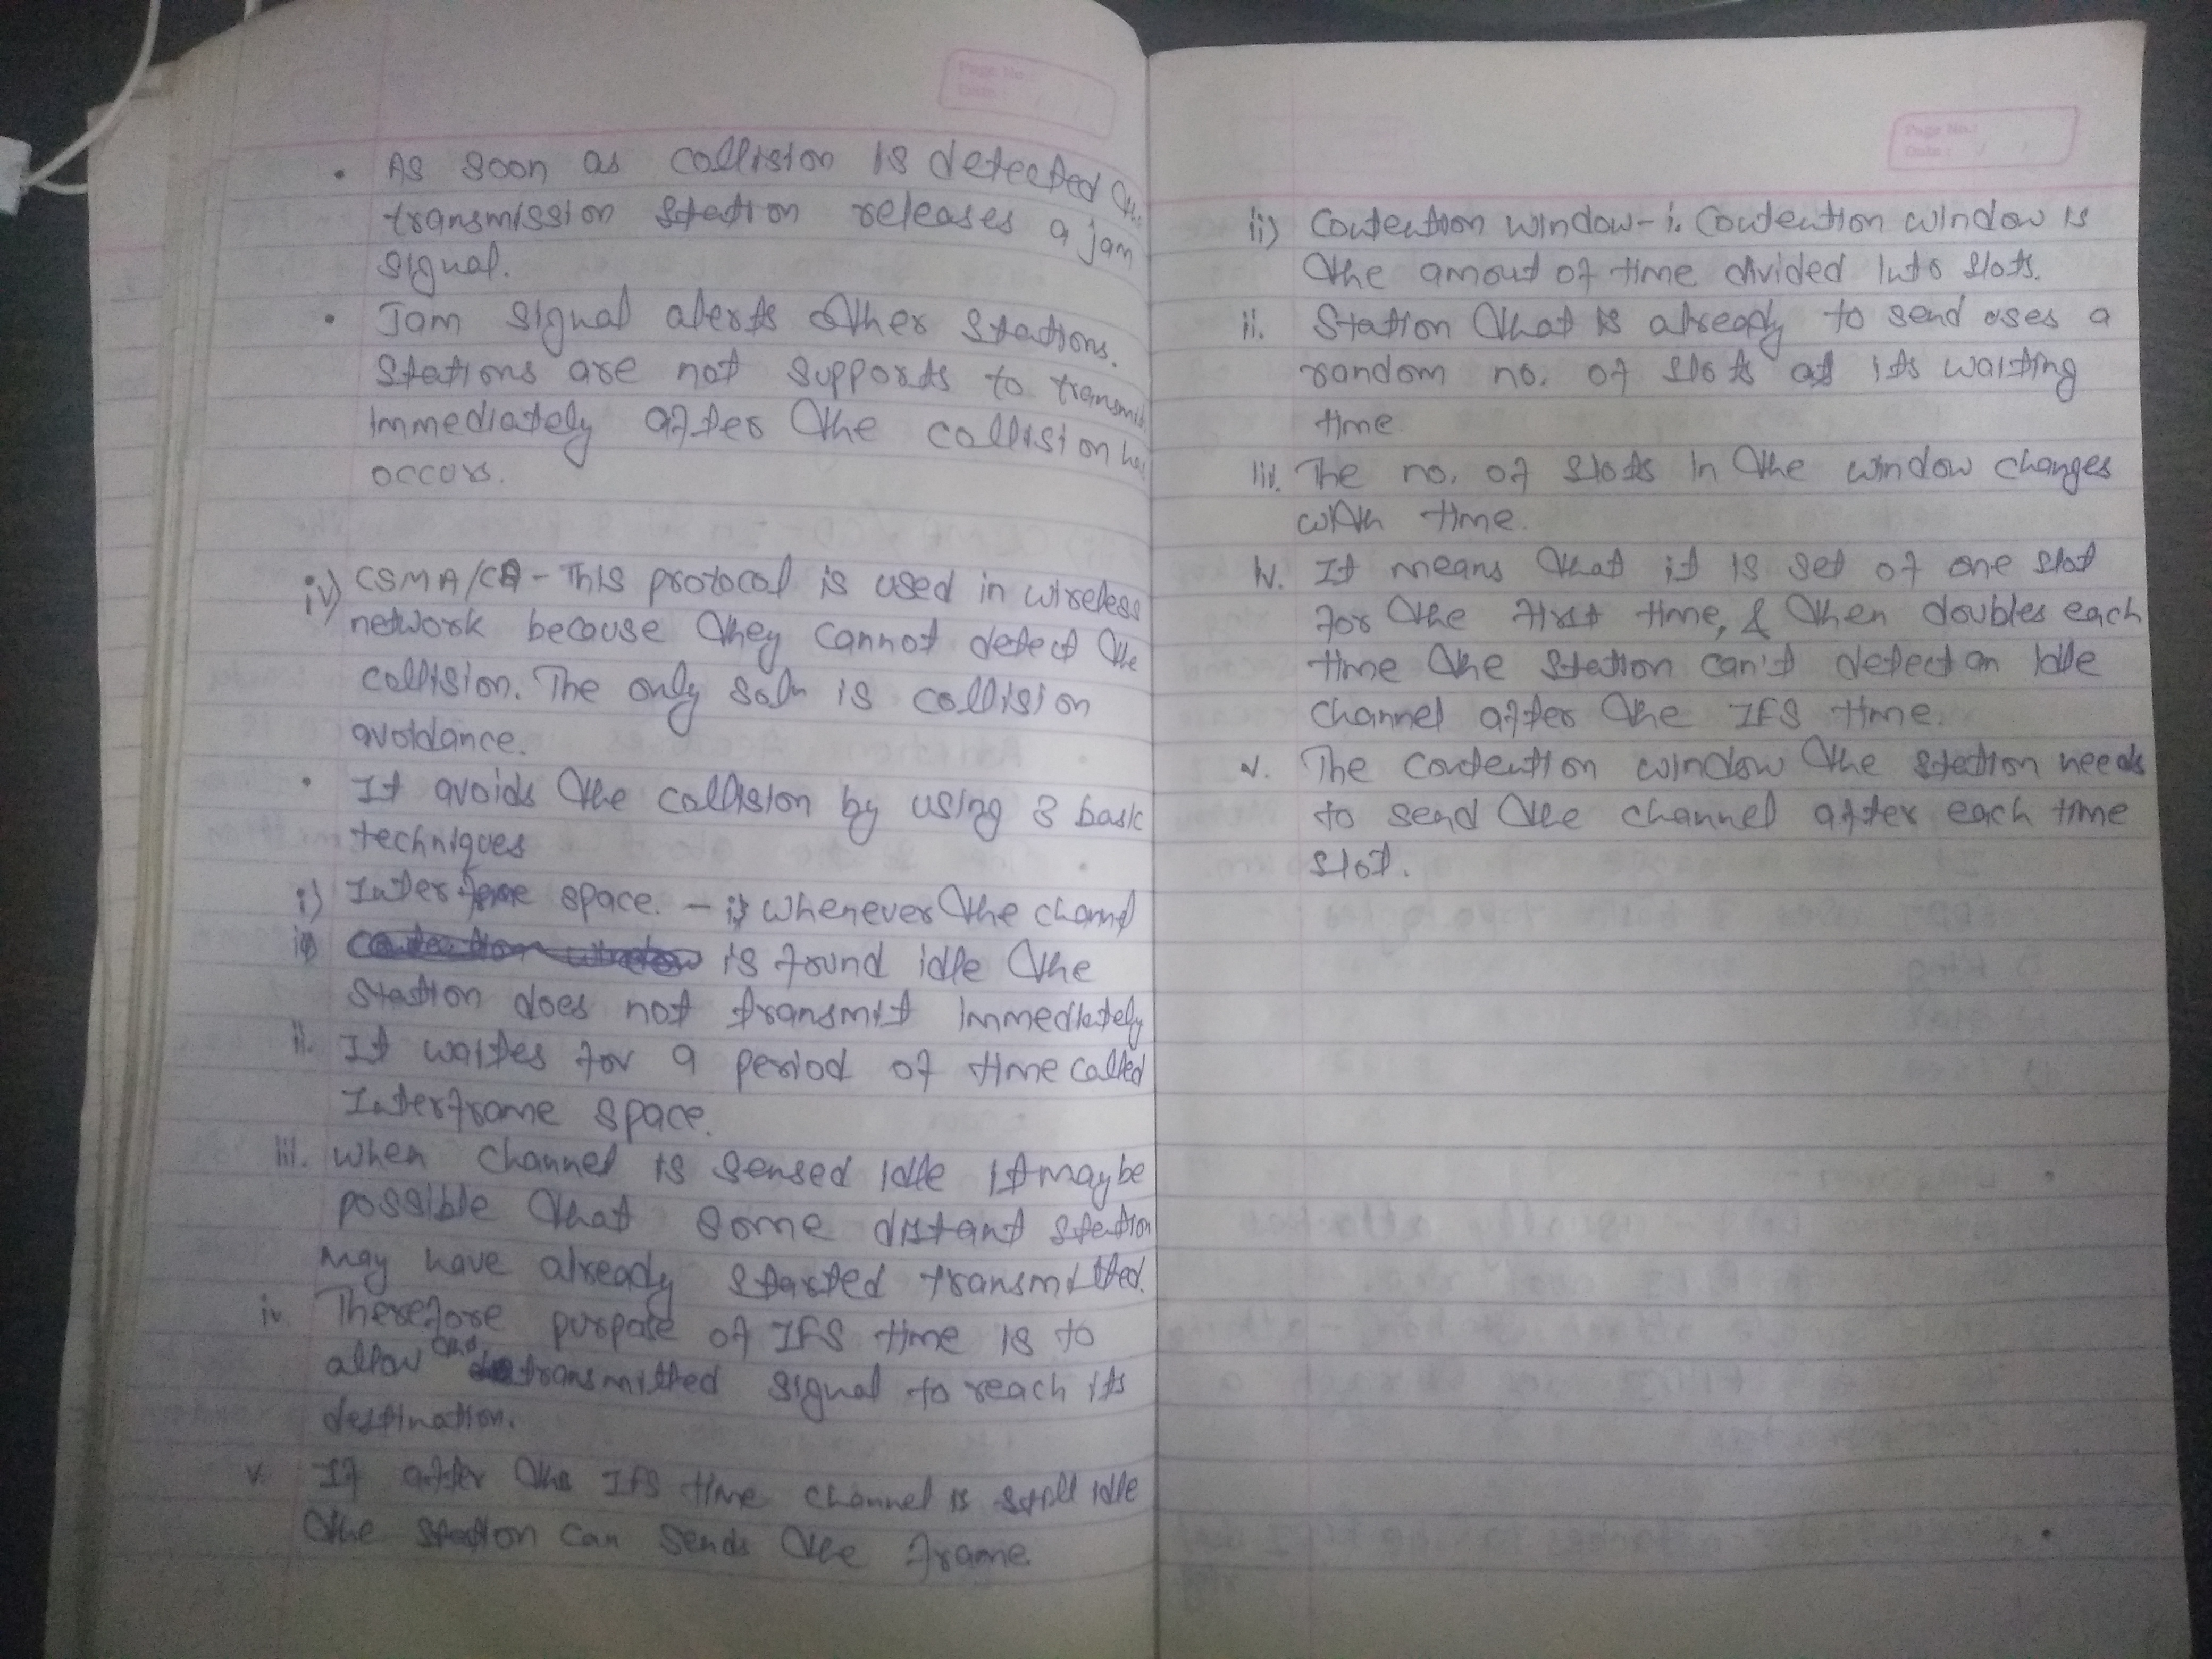 Page No.:
Date:
• As soon as collision is detected the
transmission station releases a jam
signal.
• Jam signal alerts other stations.
stations are not supports to transmit
immediately after the collision has
occurs.
iv) CSMA/CA - This protocol is used in wireless
network because they cannot detect the
collision. The only soln is collision
avoidance.
• It avoids the collision by using 3 basic
techniques
i) Interframe space. - i) whenever the channel
is found idle the
station does not transmit immediately
ii. It waites for a period of time called
Interframe space.
iii. when channel is sensed idle it may be
possible that some distant station
may have already started transmitted.
iv. Therefore purpose of IFS time is to
allow the transmitted signal to reach its
destination.
v. If after the IFS time channel is still idle
the station can sends the frame
Page No.:
Date:
ii) Contention window - i. Contention window is
the amout of time divided into slots.
ii. Station that is already to send uses a
random no. of slots at its waiting
time
iii. The no. of slots in the window changes
with time.
iv. It means that it is set of one slot
for the first time, & then doubles each
time the station can't detection idle
channel after the IFS time.
v. The contention window the station needs
to send the channel after each time
slot.